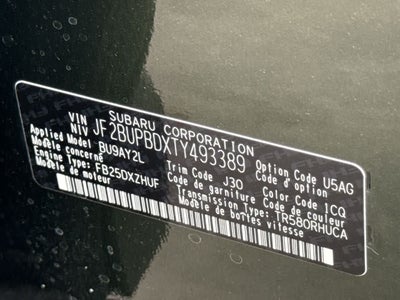 SUBARU CORPORATION
VIN
NIV JF2BUPBDXTY493389
Applied Model BU9AY2L Option Code U5AG
Modèle concerné Code d'option
Trim Code J30 Color Code 1CQ
Code de garniture Code de couleur
Engine FB25DXZHUF Transmission Type TR580RHUCA
Modèle de moteur Modèle de boîtes vitesse